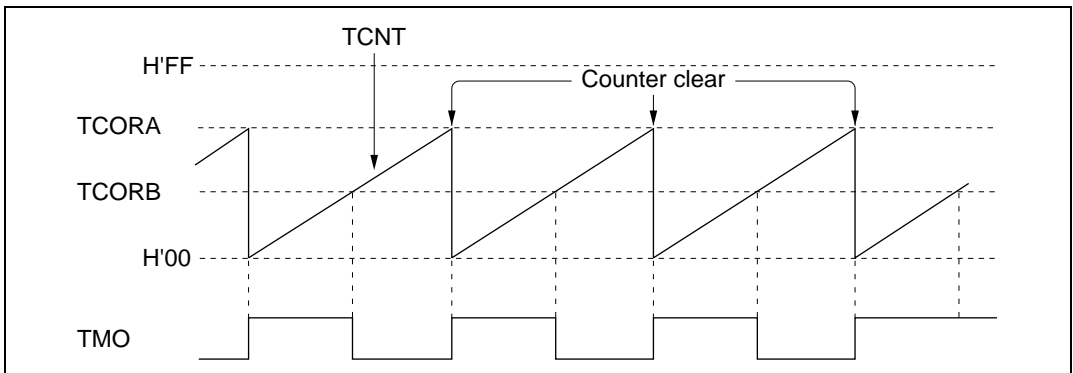 TCNT
H'FF
Counter clear
TCORA
TCORB
H'00
TMO